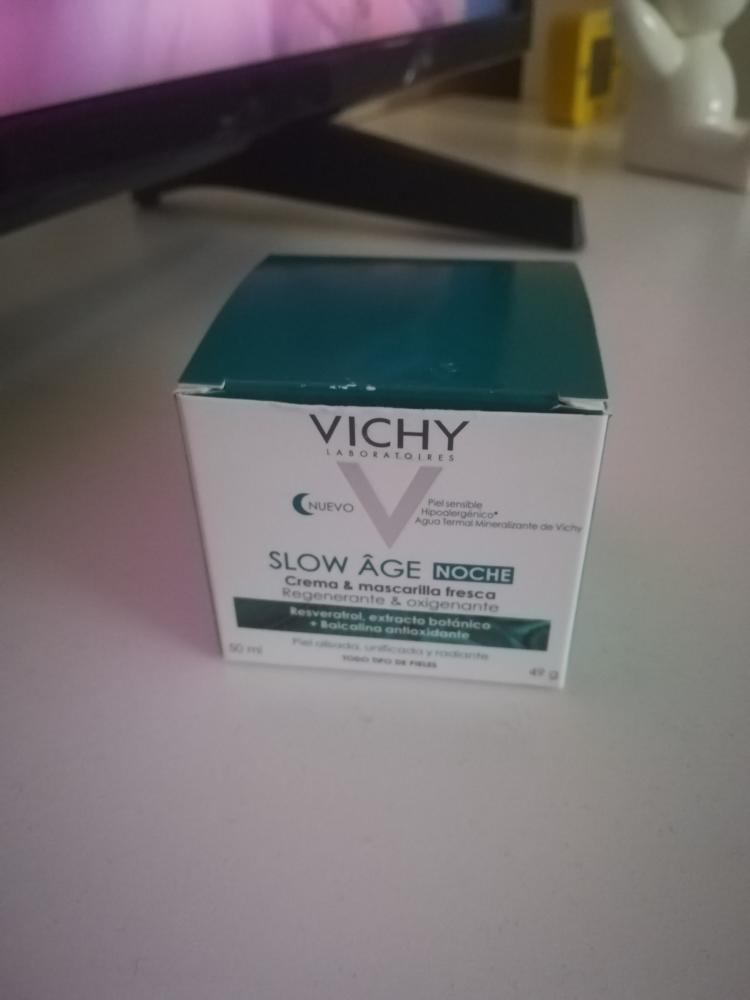 VICHY
LABORATOIRES
NUEVO
Piel sensible
Hipoalergénico*
Agua Termal Mineralizante de Vichy
SLOW ÂGE NOCHE
Crema & mascarilla fresca
Regenerante & oxigenante
Resveratrol, extracto botánico
+ Baicalina antioxidante
Piel alisada, unificada y radiante
TODO TIPO DE PIELES
50 ml
49 g